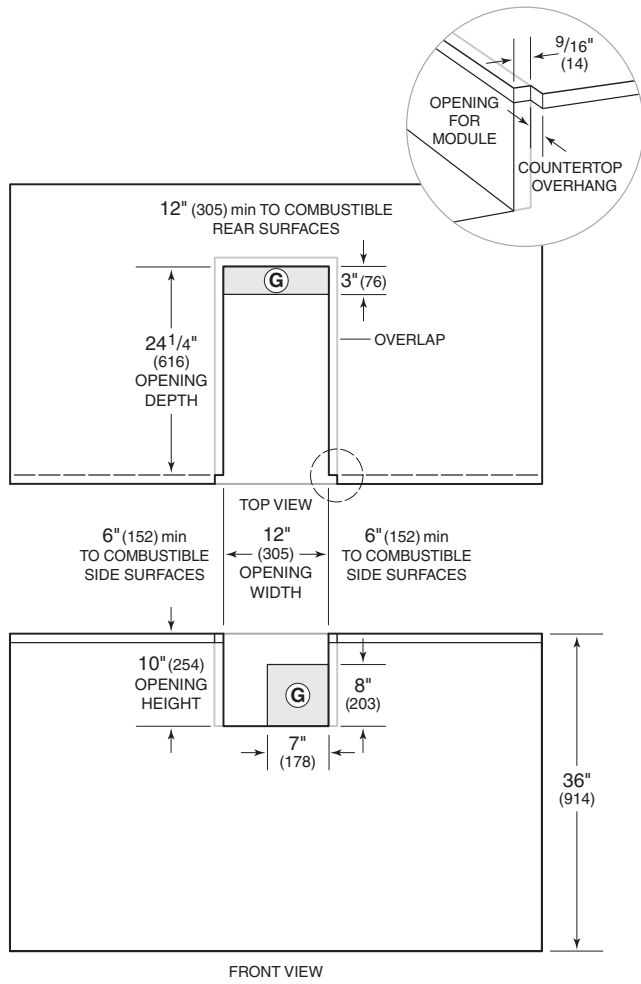 9/16"
(14)
OPENING
FOR
MODULE
COUNTERTOP
OVERHANG
12" (305) min TO COMBUSTIBLE
REAR SURFACES
G
3" (76)
24 1/4"
(616)
OPENING
DEPTH
OVERLAP
TOP VIEW
6" (152) min
TO COMBUSTIBLE
SIDE SURFACES
12"
(305)
OPENING
WIDTH
6" (152) min
TO COMBUSTIBLE
SIDE SURFACES
10" (254)
OPENING
HEIGHT
G
8"
(203)
7"
(178)
36"
(914)
FRONT VIEW